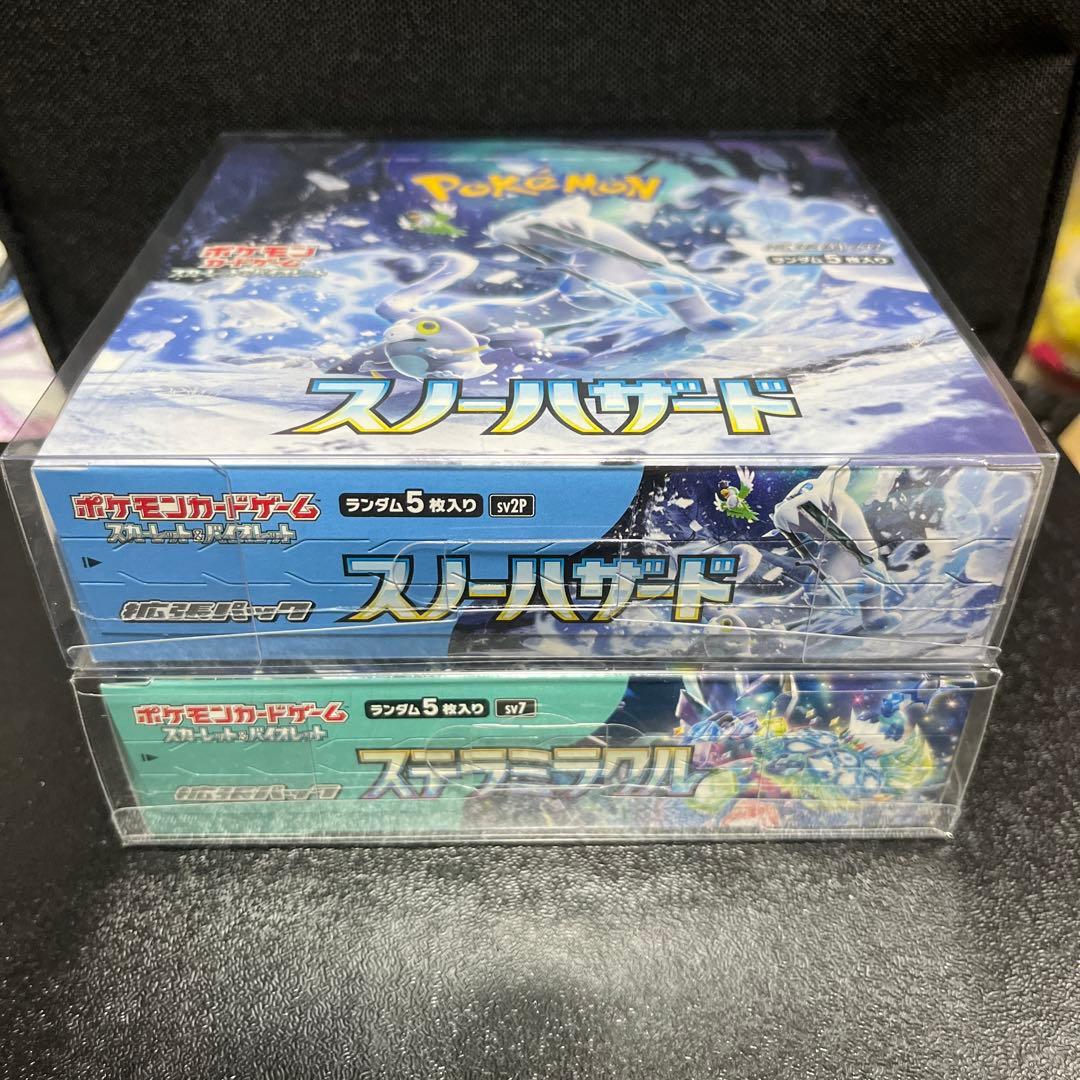 POKÉMON
ポケモン
カードゲーム
スカーレット&バイオレット
拡張パック
ランダム5枚入り
スノーハザード
ポケモンカードゲーム
スカーレット&バイオレット
ランダム5枚入り sv2P
スノーハザード
拡張パック
ポケモンカードゲーム
スカーレット&バイオレット
ランダム5枚入り sv7
ステラミラクル
拡張パック